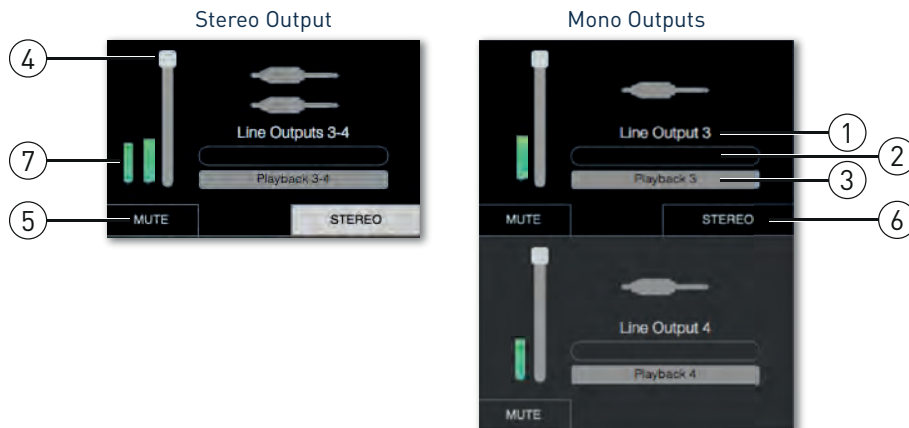 Stereo Output
Mono Outputs
4
7
5
Line Outputs 3-4
Playback 3-4
MUTE
STEREO
Line Output 3
Playback 3
MUTE
STEREO
1
2
3
6
Line Output 4
Playback 4
MUTE